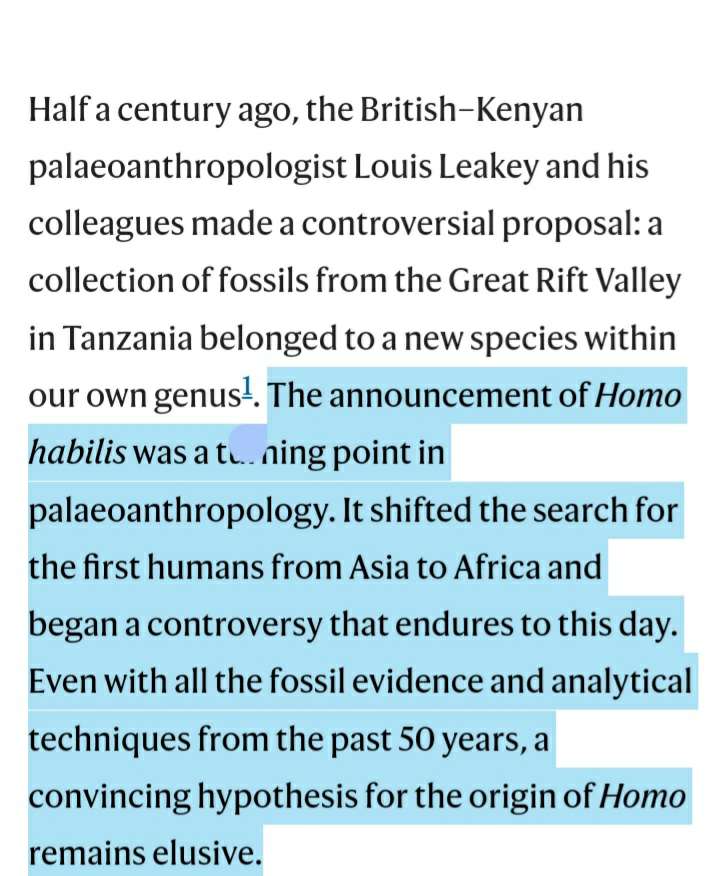 Half a century ago, the British–Kenyan
palaeoanthropologist Louis Leakey and his
colleagues made a controversial proposal: a
collection of fossils from the Great Rift Valley
in Tanzania belonged to a new species within
our own genus1. The announcement of Homo
habilis was a turning point in
palaeoanthropology. It shifted the search for
the first humans from Asia to Africa and
began a controversy that endures to this day.
Even with all the fossil evidence and analytical
techniques from the past 50 years, a
convincing hypothesis for the origin of Homo
remains elusive.